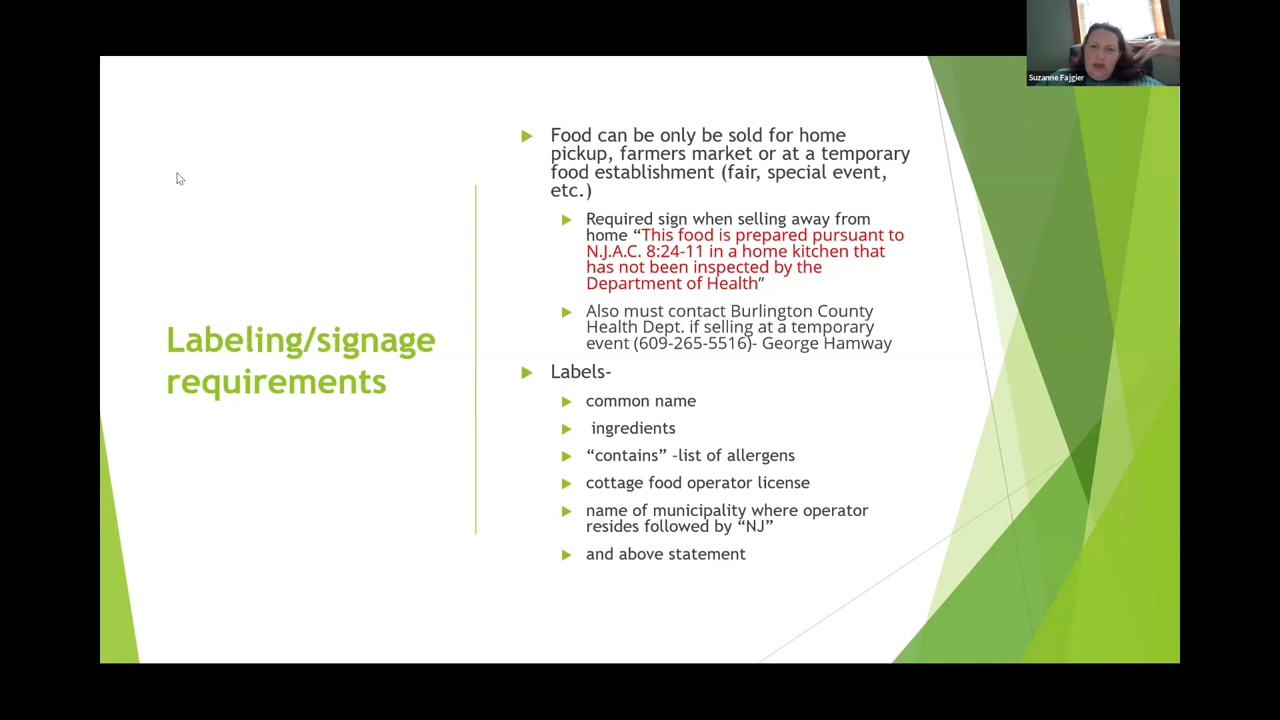 Suzanne Fajgier
Labeling/signage
requirements
Food can be only be sold for home
pickup, farmers market or at a temporary
food establishment (fair, special event,
etc.)
Required sign when selling away from
home “This food is prepared pursuant to
N.J.A.C. 8:24-11 in a home kitchen that
has not been inspected by the
Department of Health”
Also must contact Burlington County
Health Dept. if selling at a temporary
event (609-265-5516)- George Hamway
Labels-
common name
ingredients
“contains” -list of allergens
cottage food operator license
name of municipality where operator
resides followed by “NJ”
and above statement